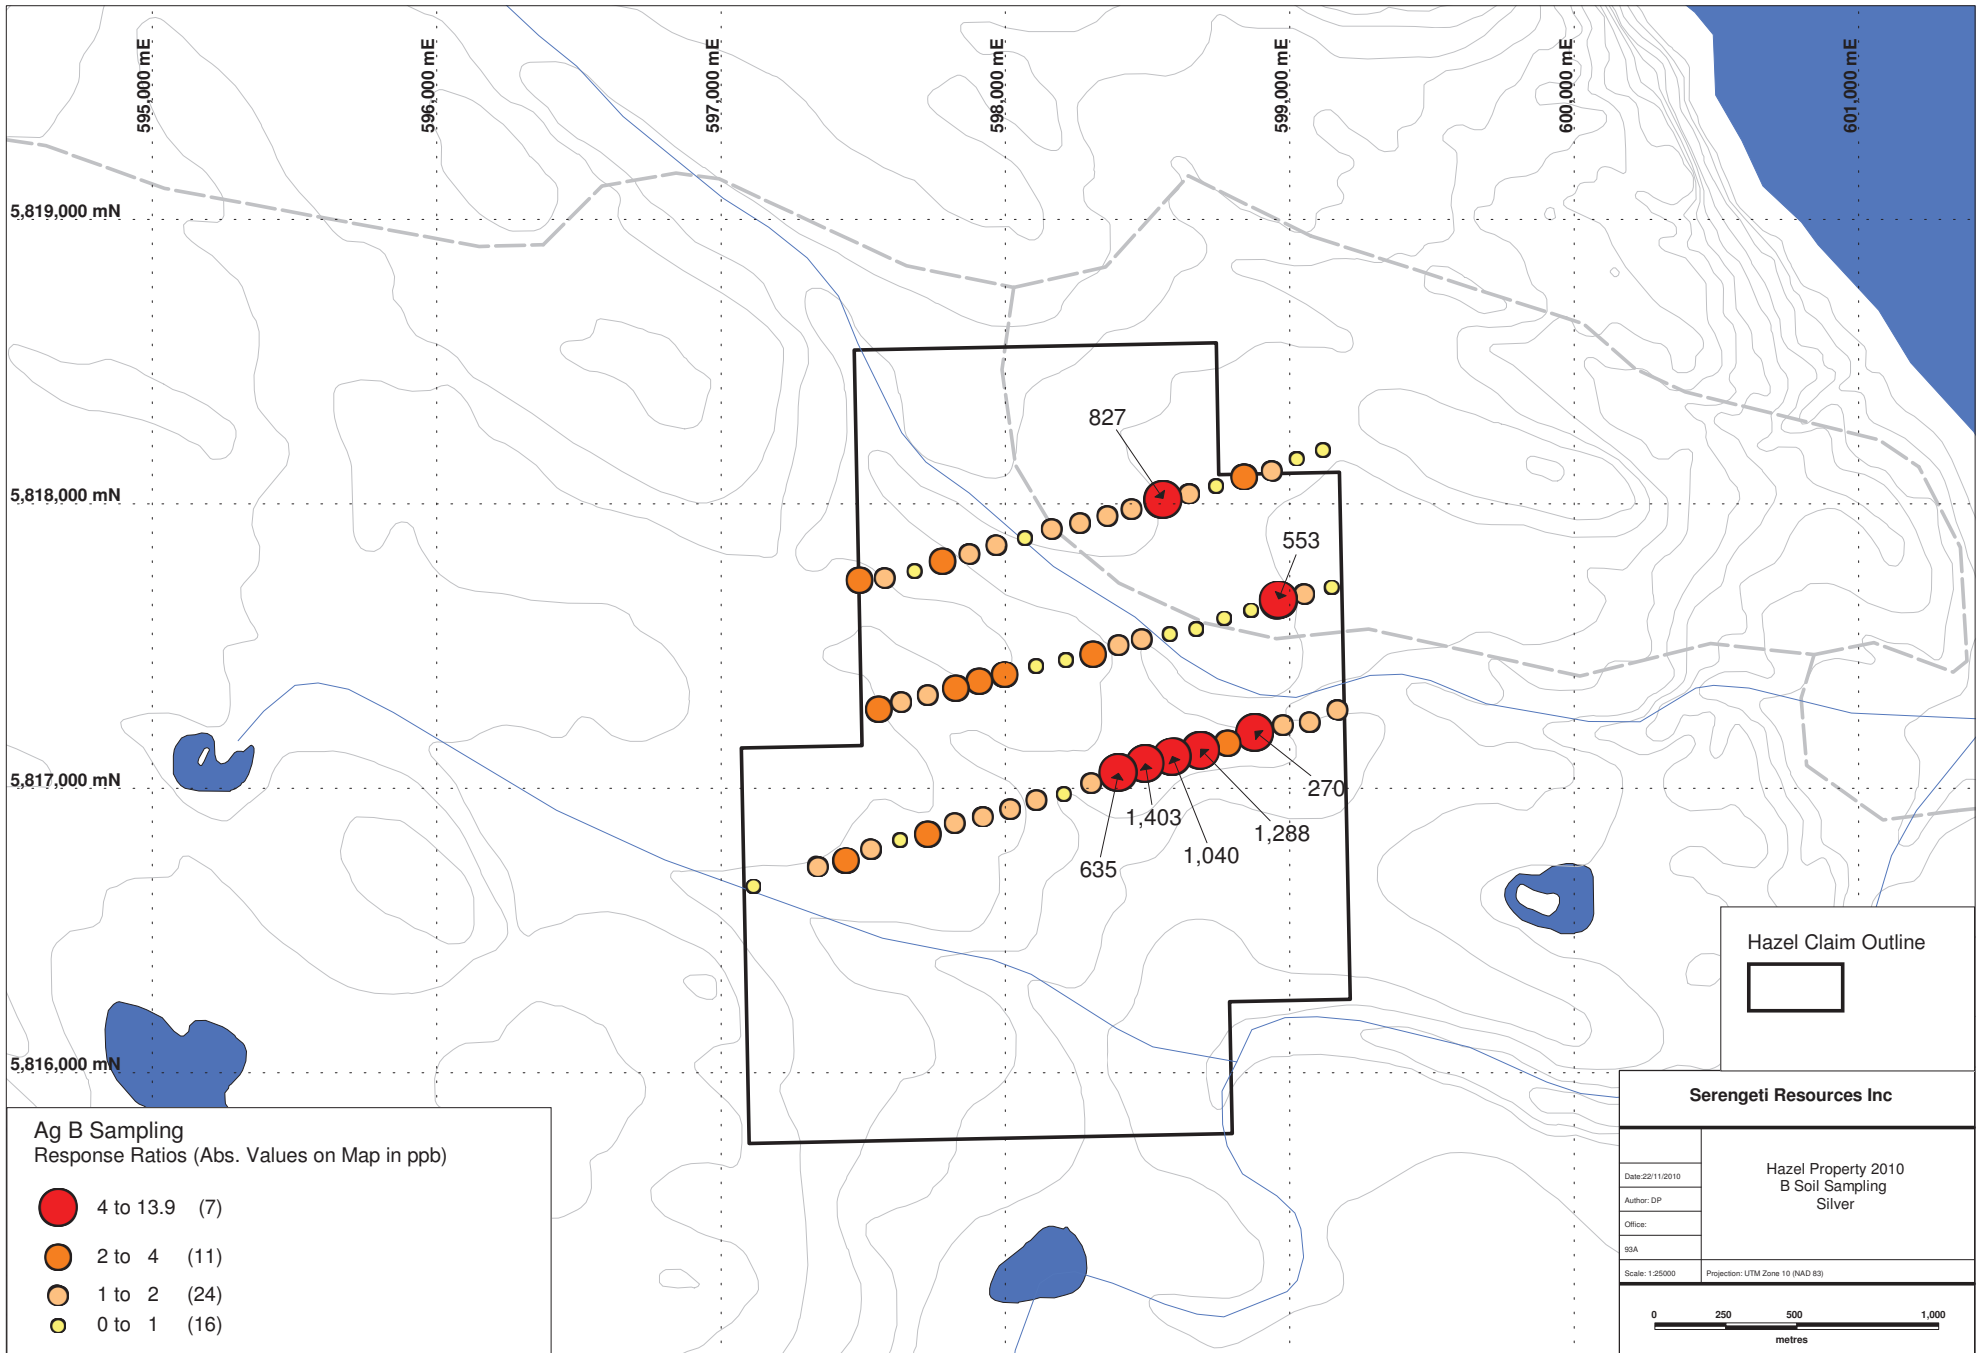 595,000 mE
596,000 mE
597,000 mE
598,000 mE
599,000 mE
600,000 mE
601,000 mE
5,819,000 mN
5,818,000 mN
5,817,000 mN
5,816,000 mN
827
553
270
1,403
1,288
1,040
635
Hazel Claim Outline
Ag B Sampling
Response Ratios (Abs. Values on Map in ppb)
4 to 13.9 (7)
2 to 4 (11)
1 to 2 (24)
0 to 1 (16)
Serengeti Resources Inc
Date:22/11/2010
Author: DP
Office:
93A
Scale: 1:25000
Hazel Property 2010
B Soil Sampling
Silver
Projection: UTM Zone 10 (NAD 83)
0 250 500 1,000
metres